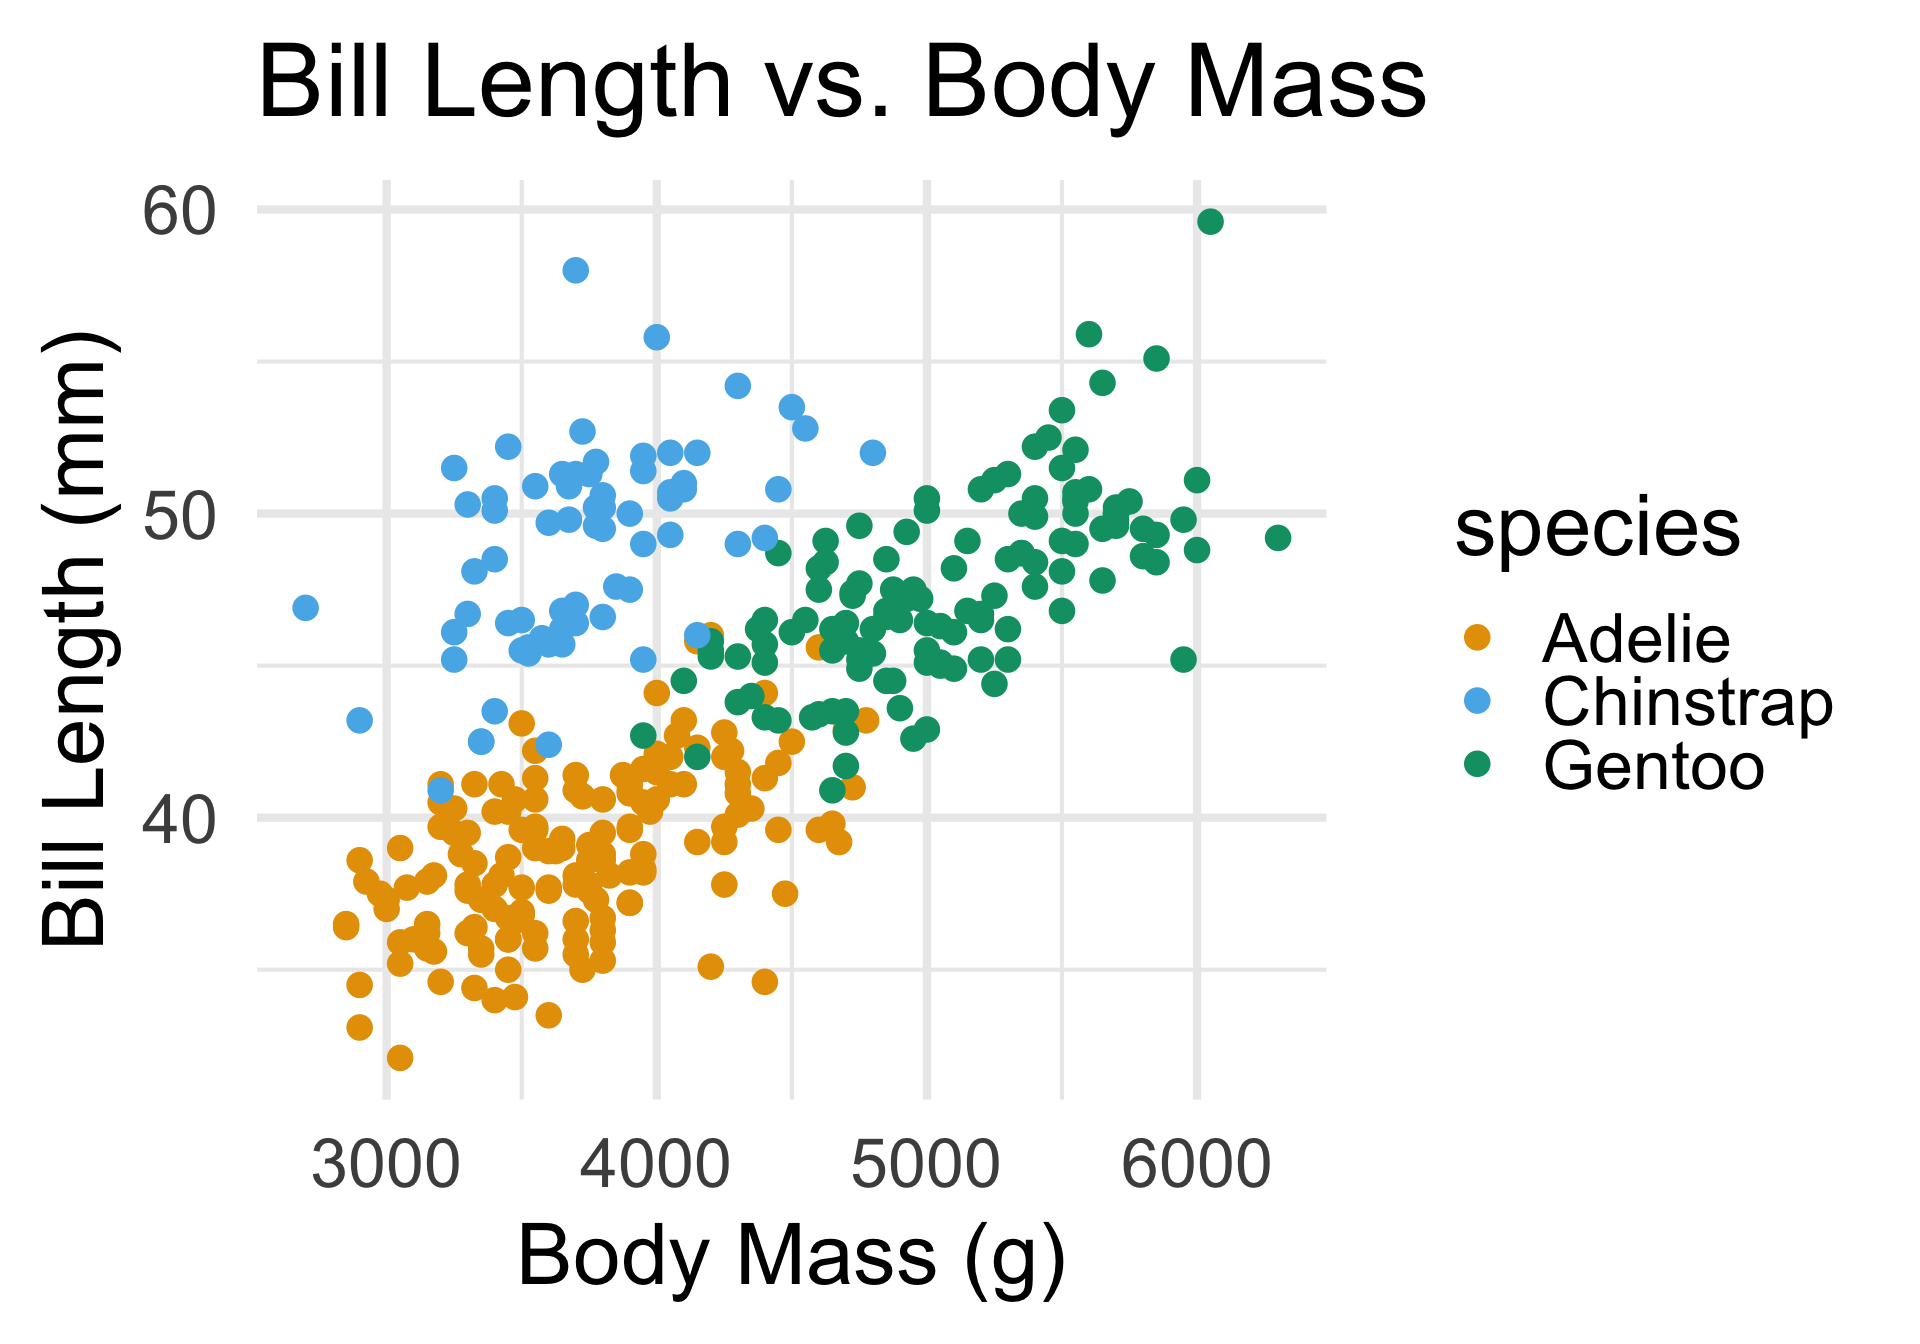 Bill Length vs. Body Mass
60
50
40
Bill Length (mm)
3000 4000 5000 6000
Body Mass (g)
species
Adelie
Chinstrap
Gentoo